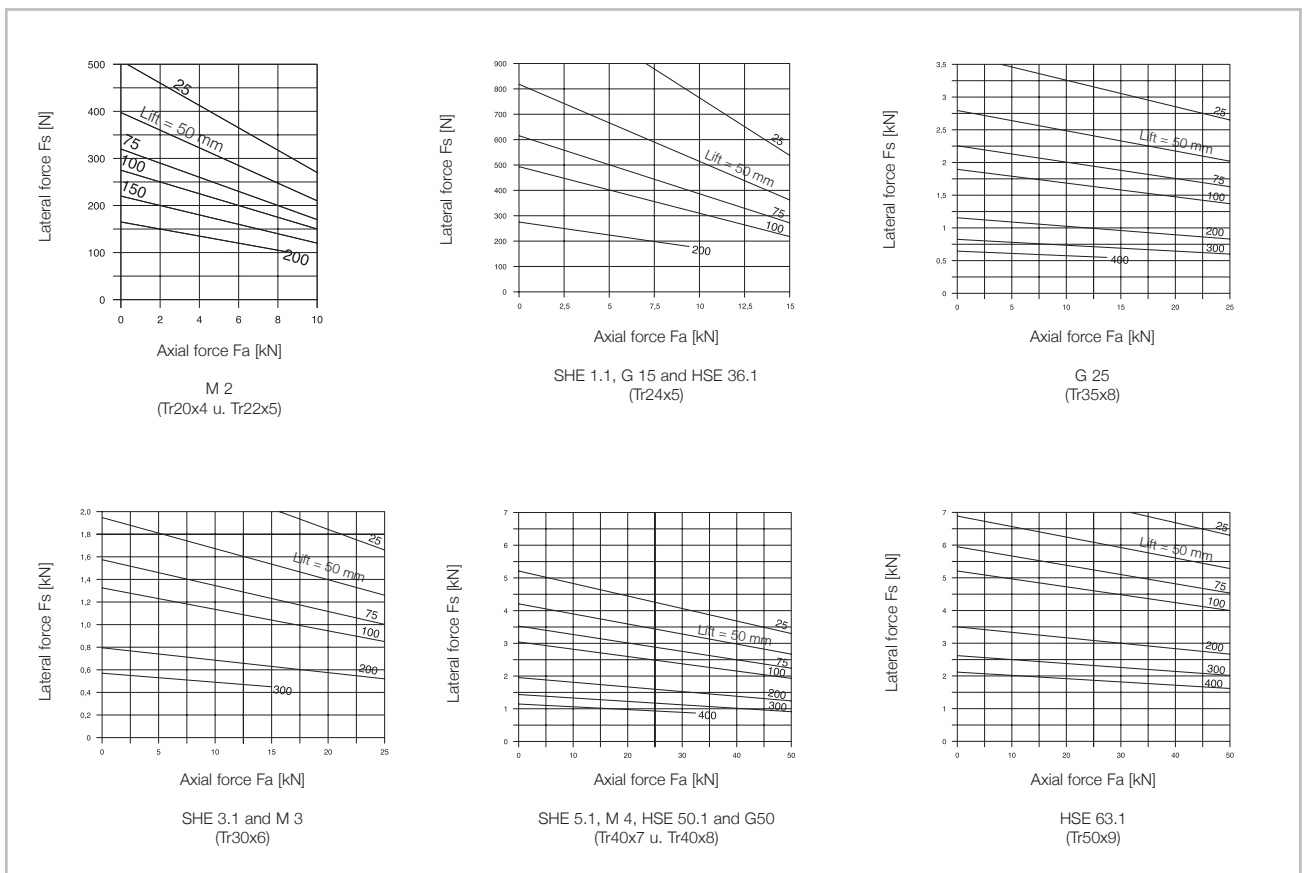 500
400
300
200
100
0
0 2 4 6 8 10
25
Lift = 50 mm
75
100
150
200
Lateral force Fs [N]
Axial force Fa [kN]
M 2
(Tr20x4 u. Tr22x5)
900
800
700
600
500
400
300
200
100
0
0 2,5 5 7,5 10 12,5 15
25
Lift = 50 mm
75
100
200
Lateral force Fs [N]
Axial force Fa [kN]
SHE 1.1, G 15 and HSE 36.1
(Tr24x5)
3,5
3
2,5
2
1,5
1
0,5
0
0 5 10 15 20 25
25
Lift = 50 mm
75
100
200
300
400
Lateral force Fs [kN]
Axial force Fa [kN]
G 25
(Tr35x8)
2,0
1,8
1,6
1,4
1,2
1,0
0,8
0,6
0,4
0,2
0
0 5 10 15 20 25
25
Lift = 50 mm
75
100
200
300
Lateral force Fs [kN]
Axial force Fa [kN]
SHE 3.1 and M 3
(Tr30x6)
7
6
5
4
3
2
1
0
0 10 20 30 40 50
25
Lift = 50 mm
75
100
200
300
400
Lateral force Fs [kN]
Axial force Fa [kN]
SHE 5.1, M 4, HSE 50.1 and G50
(Tr40x7 u. Tr40x8)
7
6
5
4
3
2
1
0
0 10 20 30 40 50
25
Lift = 50 mm
75
100
200
300
400
Lateral force Fs [kN]
Axial force Fa [kN]
HSE 63.1
(Tr50x9)